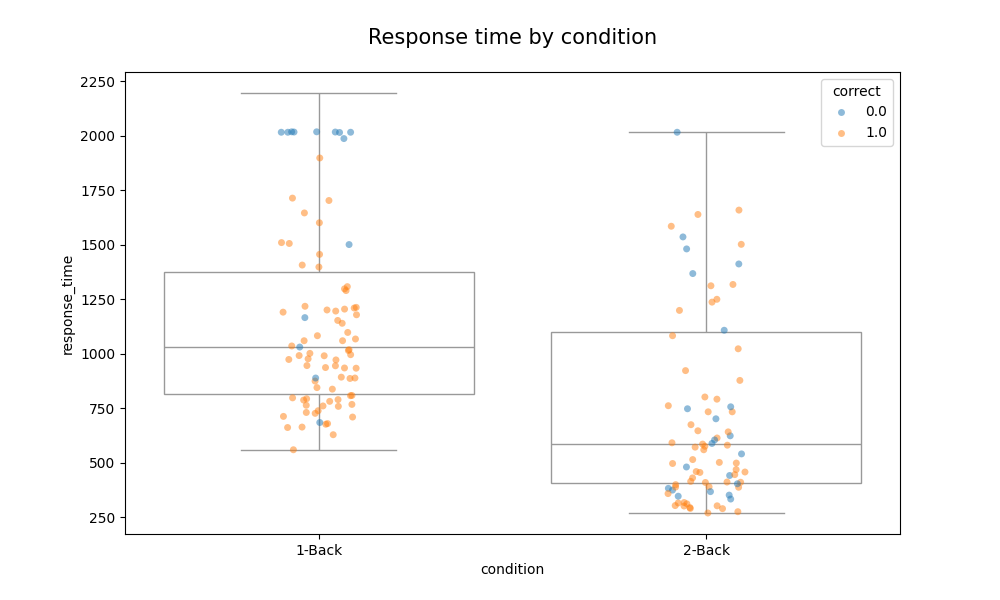 Response time by condition
correct
0.0
1.0
2250
2000
1750
1500
1250
1000
750
500
250
response_time
1-Back
2-Back
condition